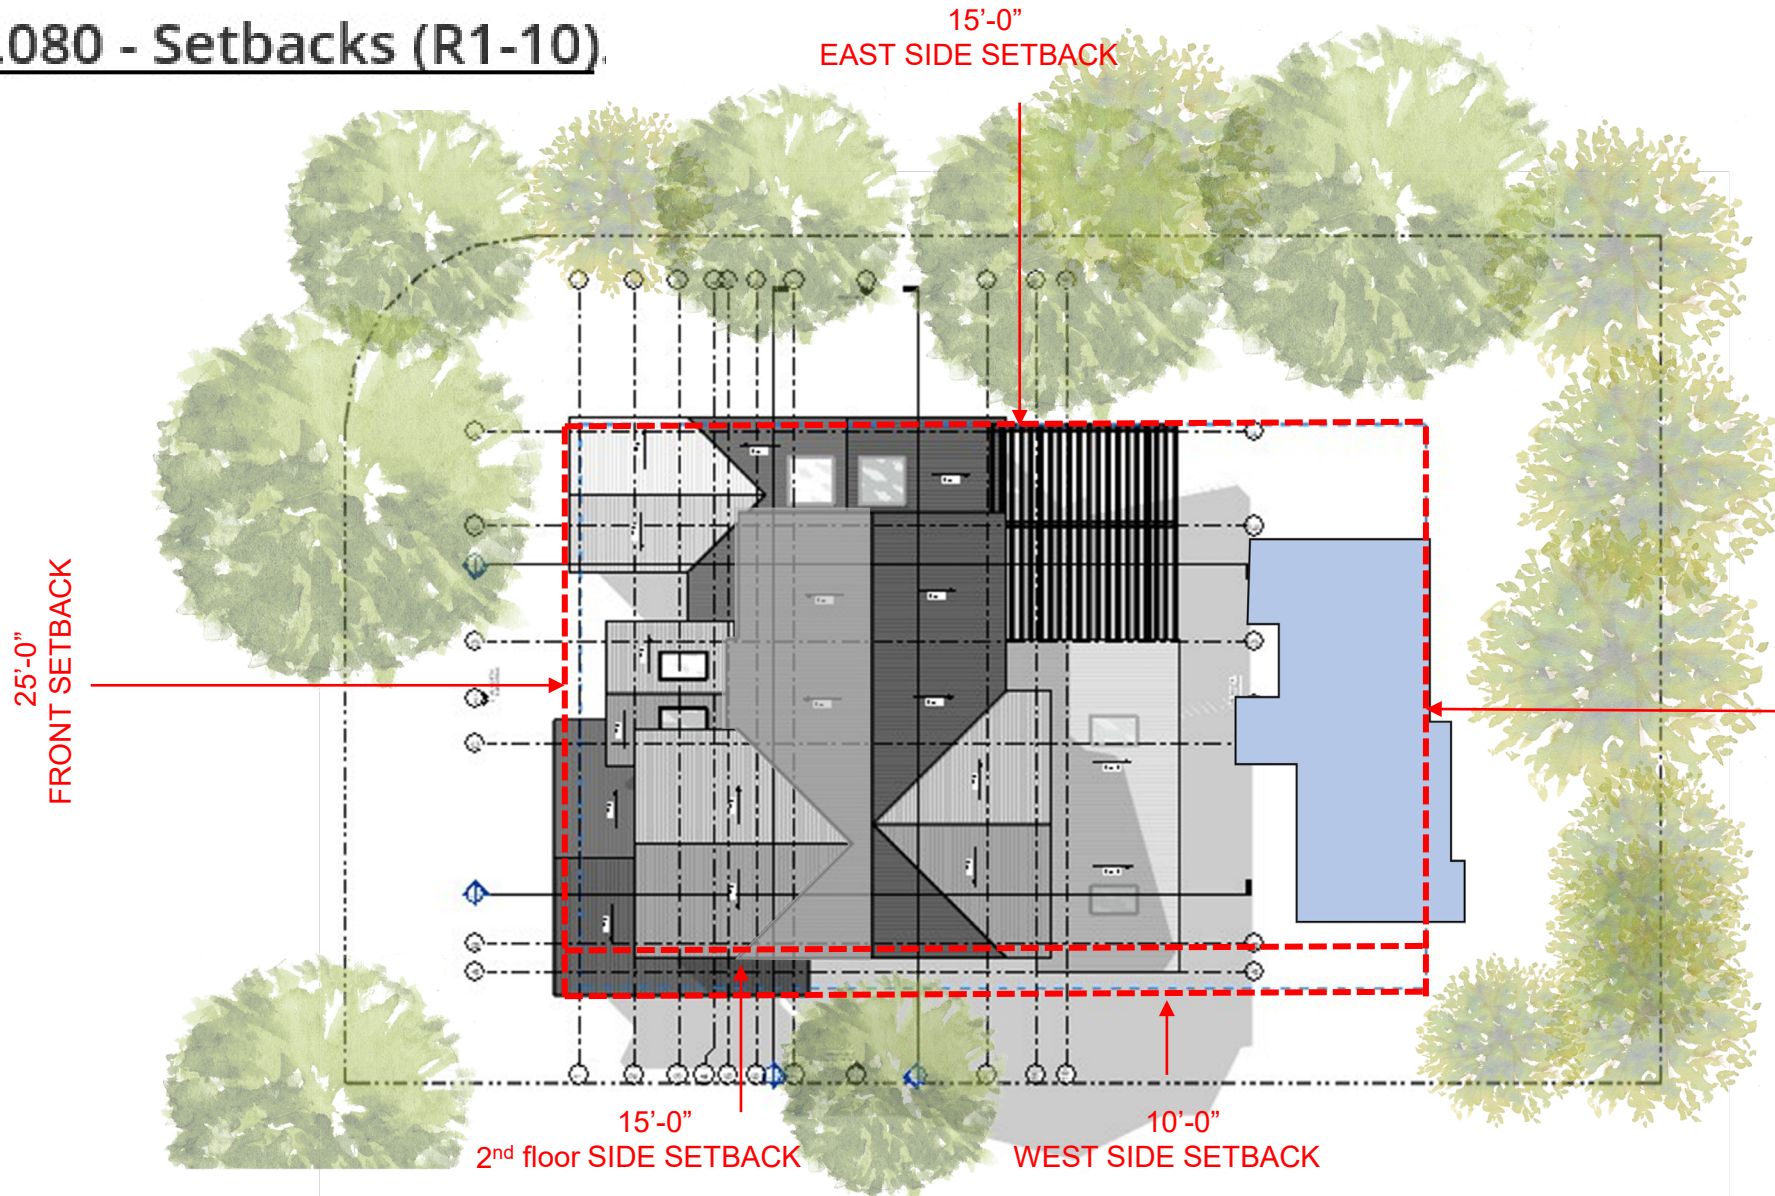 .080 - Setbacks (R1-10).
15'-0”
EAST SIDE SETBACK
25'-0”
FRONT SETBACK
15'-0”
2nd floor SIDE SETBACK
10'-0”
WEST SIDE SETBACK